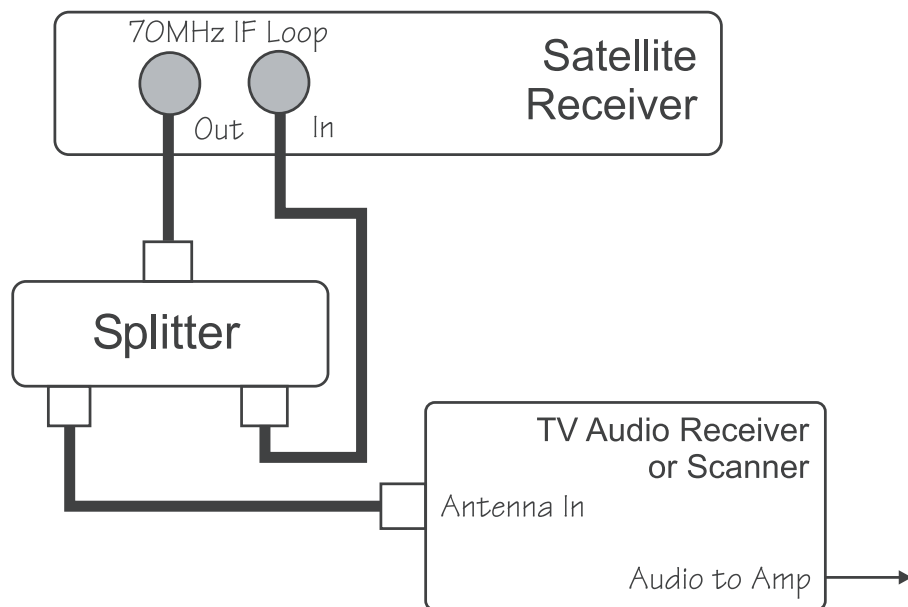 70MHz IF Loop
Satellite
Receiver
Out
In
Splitter
TV Audio Receiver
or Scanner
Antenna In
Audio to Amp